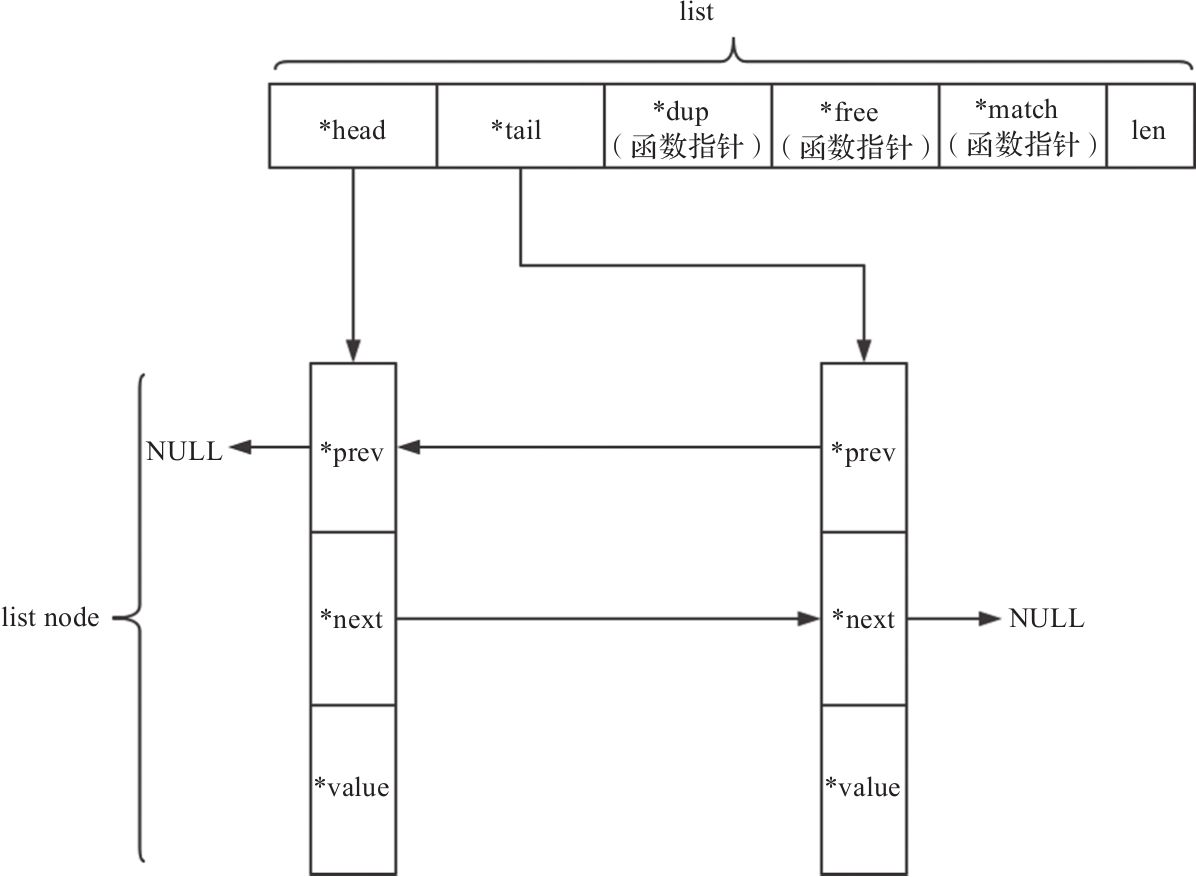 list
*head
*tail
*dup
（函数指针）
*free
（函数指针）
*match
（函数指针）
len
NULL
*prev
*prev
list node
*next
*next
NULL
*value
*value